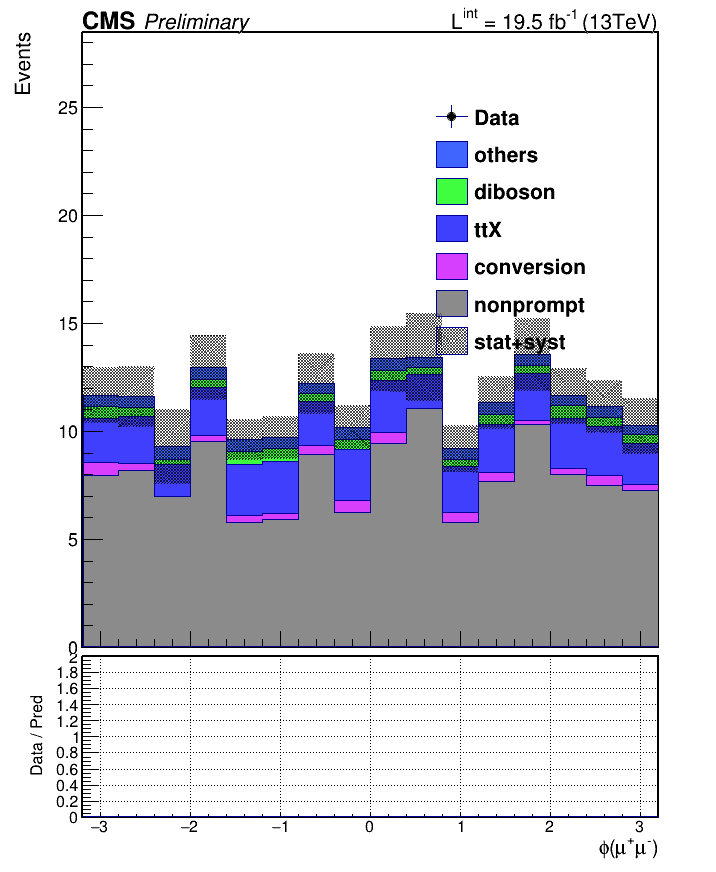 CMS Preliminary L^int = 19.5 fb^-1 (13TeV)
Events
25
20
15
10
5
0
Data
others
diboson
ttX
conversion
nonprompt
stat+syst
Data / Pred
2
1.8
1.6
1.4
1.2
1
0.8
0.6
0.4
0.2
0
−3 −2 −1 0 1 2 3
ϕ(μ⁺μ⁻)